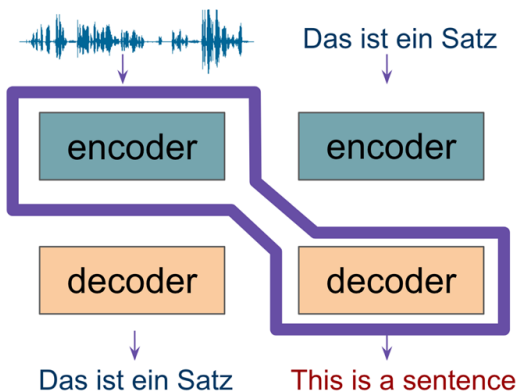 Das ist ein Satz
encoder
encoder
decoder
decoder
Das ist ein Satz
This is a sentence